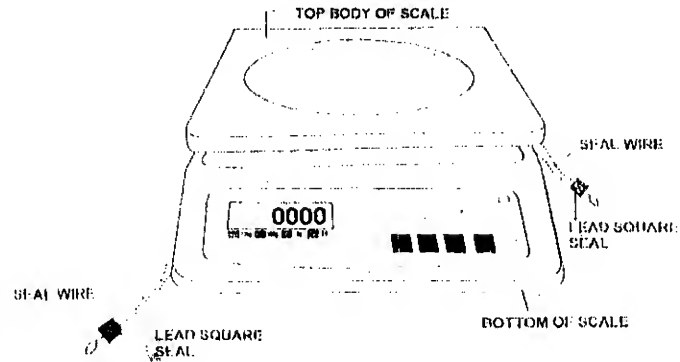 TOP BODY OF SCALE
SEAL WIRE
0000
LEAD SQUARE
SEAL
SEAL WIRE
BOTTOM OF SCALE
LEAD SQUARE
SEAL